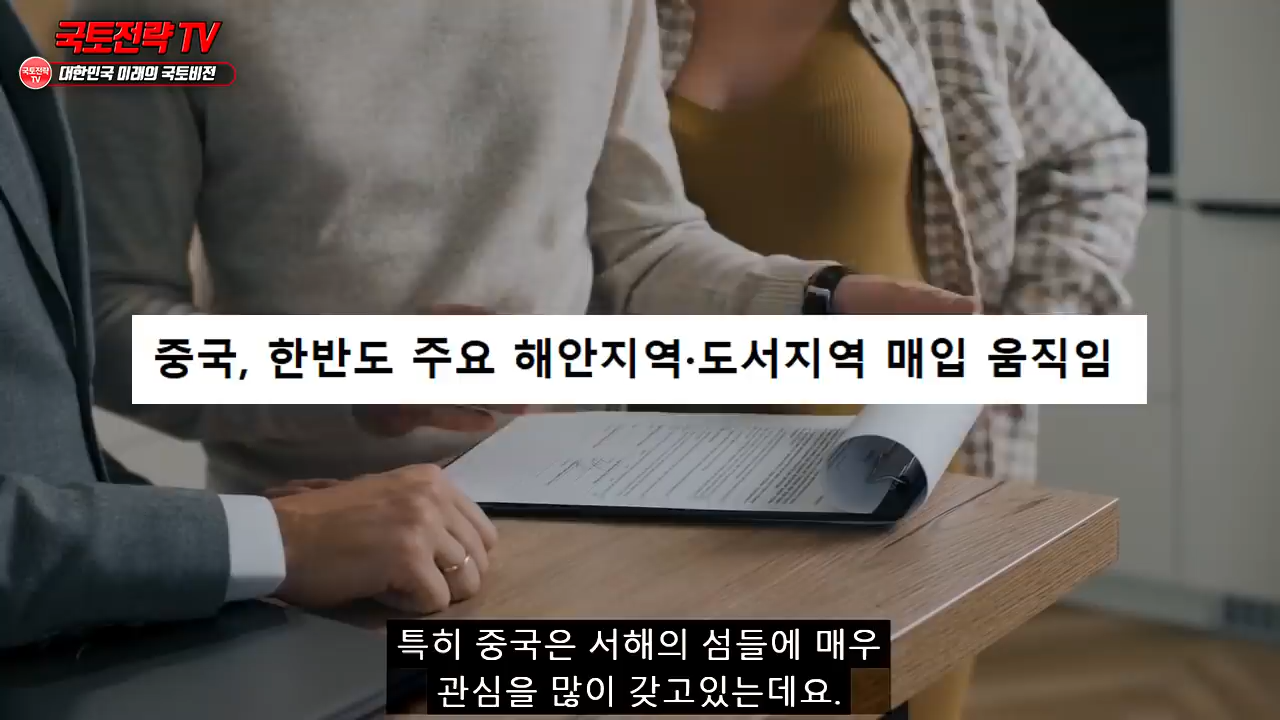 국토전략 TV
국토전략
TV
대한민국 미래의 국토비전
중국, 한반도 주요 해안지역·도서지역 매입 움직임
특히 중국은 서해의 섬들에 매우
관심을 많이 갖고있는데요.